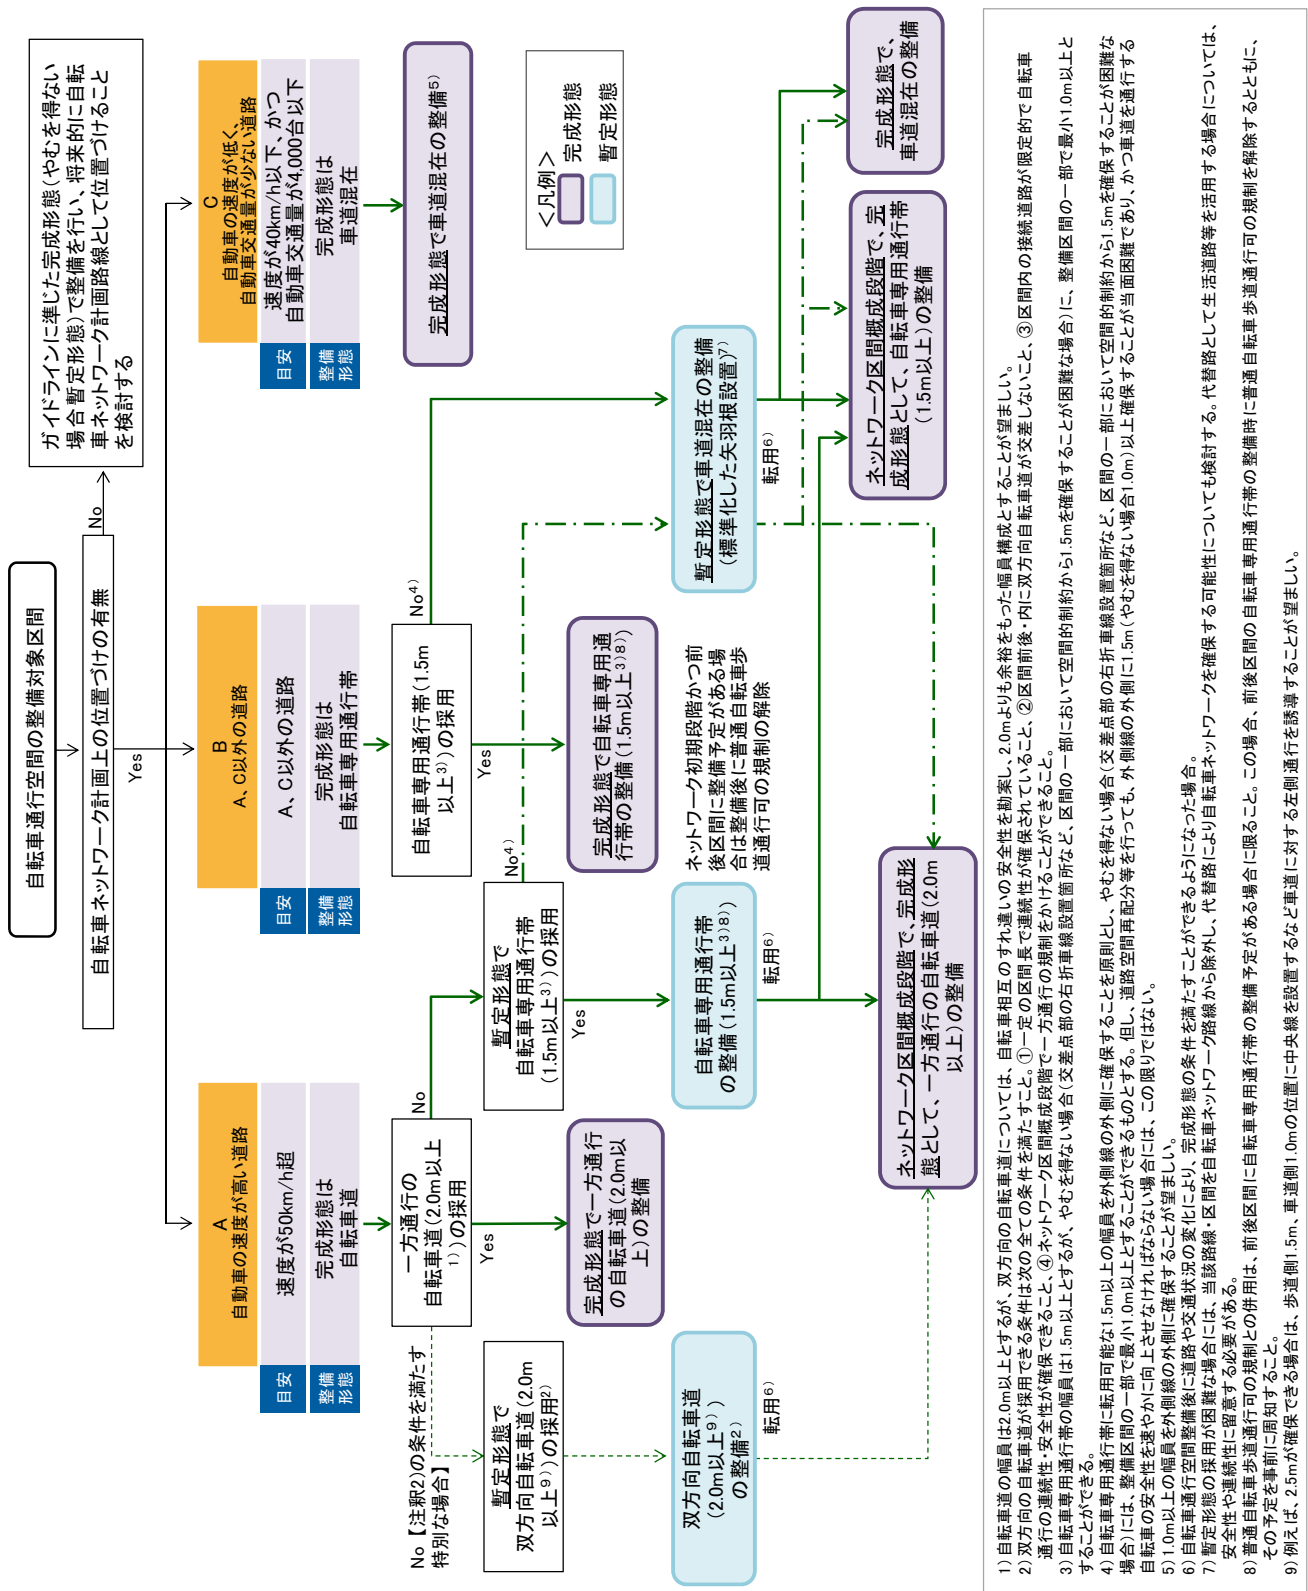 自転車通行空間の整備対象区間
自転車ネットワーク計画上の位置づけの有無
No
Yes
ガイドラインに準じた完成形態(やむを得ない
場合暫定形態)で整備を行い、将来的に自転
車ネットワーク計画路線として位置づけること
を検討する
A
自動車の速度が高い道路
目安
速度が50km/h超
整備
形態
完成形態は
自転車道
B
A、C以外の道路
目安
A、C以外の道路
整備
形態
完成形態は
自転車専用通行帯
C
自動車の速度が低く、
自動車交通量が少ない道路
目安
速度が40km/h以下、かつ
自動車交通量が4,000台以下
整備
形態
完成形態は
車道混在
一方通行の
自転車道(2.0m以上
1))の採用
No
Yes
No【注釈2)の条件を満たす
特別な場合】
自転車専用通行帯(1.5m
以上3))の採用
No4)
Yes
完成形態で車道混在の整備5)
暫定形態で
双方向自転車道(2.0m
以上9))の採用2)
暫定形態で
自転車専用通行帯
(1.5m以上3))の採用
No4)
Yes
完成形態で一方通行
の自転車道(2.0m以
上)の整備
完成形態で自転車専用通
行帯の整備(1.5m以上3)8))
<凡例>
完成形態
暫定形態
双方向自転車道
(2.0m以上9))
の整備2)
転用6)
自転車専用通行帯
の整備(1.5m以上3)8))
転用6)
ネットワーク初期段階かつ前
後区間に整備予定がある場
合は整備後に普通自転車歩
道通行可の規制の解除
暫定形態で車道混在の整備
(標準化した矢羽根設置)7)
転用6)
ネットワーク区間概成段階で、完成形
態として、一方通行の自転車道(2.0m
以上)の整備
ネットワーク区間概成段階で、完
成形態として、自転車専用通行帯
(1.5m以上)の整備
完成形態で、
車道混在の整備
1)自転車道の幅員は2.0m以上とするが、双方向の自転車道については、自転車相互のすれ違いの安全性を勘案し、2.0mよりも余裕をもった幅員構成とすることが望ましい。
2)双方向の自転車道が採用できる条件は次の全ての条件を満たすこと。①一定の区間長で連続性が確保されていること、②区間前後・内に双方向自転車道が交差しないこと、③区間内の接続道路が限定的で自転車
通行の連続性・安全性が確保できること、④ネットワーク区間概成段階で一方通行の規制をかけることができること。
3)自転車専用通行帯の幅員は1.5m以上とするが、やむを得ない場合(交差点部の右折車線設置箇所など、区間の一部において空間的制約から1.5mを確保することが困難な場合)に、整備区間の一部で最小1.0m以上と
することができる。
4)自転車専用通行帯に転用可能な1.5m以上の幅員を外側線の外側に確保することを原則とし、やむを得ない場合(交差点部の右折車線設置箇所など、区間の一部において空間的制約から1.5mを確保することが困難な
場合)には、整備区間の一部で最小1.0m以上とすることができるものとする。但し、道路空間再配分等を行っても、外側線の外側に1.5m(やむを得ない場合1.0m)以上確保することが当面困難であり、かつ車道を通行する
自転車の安全性を速やかに向上させなければならない場合には、この限りではない。
5)1.0m以上の幅員を外側線の外側に確保することが望ましい。
6)自転車通行空間整備後に道路や交通状況の変化により、完成形態の条件を満たすことができるようになった場合。
7)暫定形態の採用が困難な場合には、当該路線・区間を自転車ネットワーク路線から除外し、代替路により自転車ネットワークを確保する可能性についても検討する。代替路として生活道路等を活用する場合については、
安全性や連続性に留意する必要がある。
8)普通自転車歩道通行可の規制との併用は、前後区間に自転車専用通行帯の整備予定がある場合に限ること。この場合、前後区間の自転車専用通行帯の整備時に普通自転車歩道通行可の規制を解除するとともに、
その予定を事前に周知すること。
9)例えば、2.5mが確保できる場合は、歩道側1.5m、車道側1.0mの位置に中央線を設置するなど車道に対する左側通行を誘導することが望ましい。